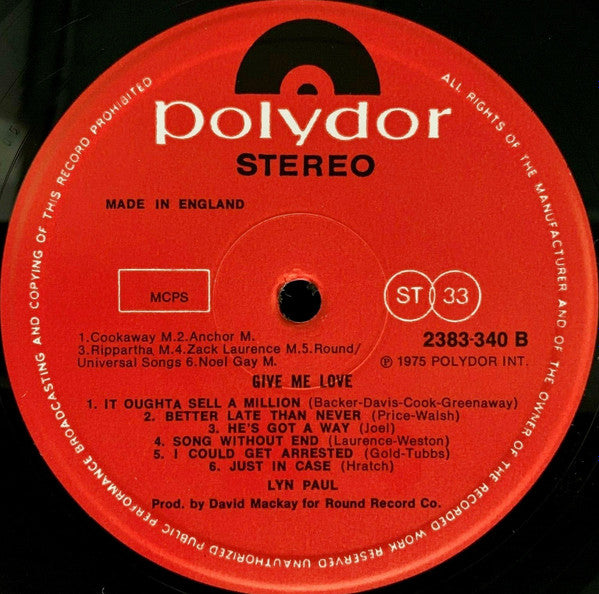 polydor
STEREO
MADE IN ENGLAND
MCPS
ST 33
1.Cookaway M.2.Anchor M.
3.Rippartha M.4.Zack Laurence M.5.Round/
Universal Songs 6.Noel Gay M.
2383-340 B
℗ 1975 POLYDOR INT.
GIVE ME LOVE
1. IT OUGHTA SELL A MILLION (Backer-Davis-Cook-Greenaway)
2. BETTER LATE THAN NEVER (Price-Walsh)
3. HE'S GOT A WAY (Joel)
4. SONG WITHOUT END (Laurence-Weston)
5. I COULD GET ARRESTED (Gold-Tubbs)
6. JUST IN CASE (Hratch)
LYN PAUL
Prod. by David Mackay for Round Record Co.
ALL RIGHTS OF THE MANUFACTURER AND OF THE OWNER OF THE RECORDED WORK RESERVED UNAUTHORIZED PUBLIC PERFORMANCE BROADCASTING AND COPYING OF THIS RECORD PROHIBITED